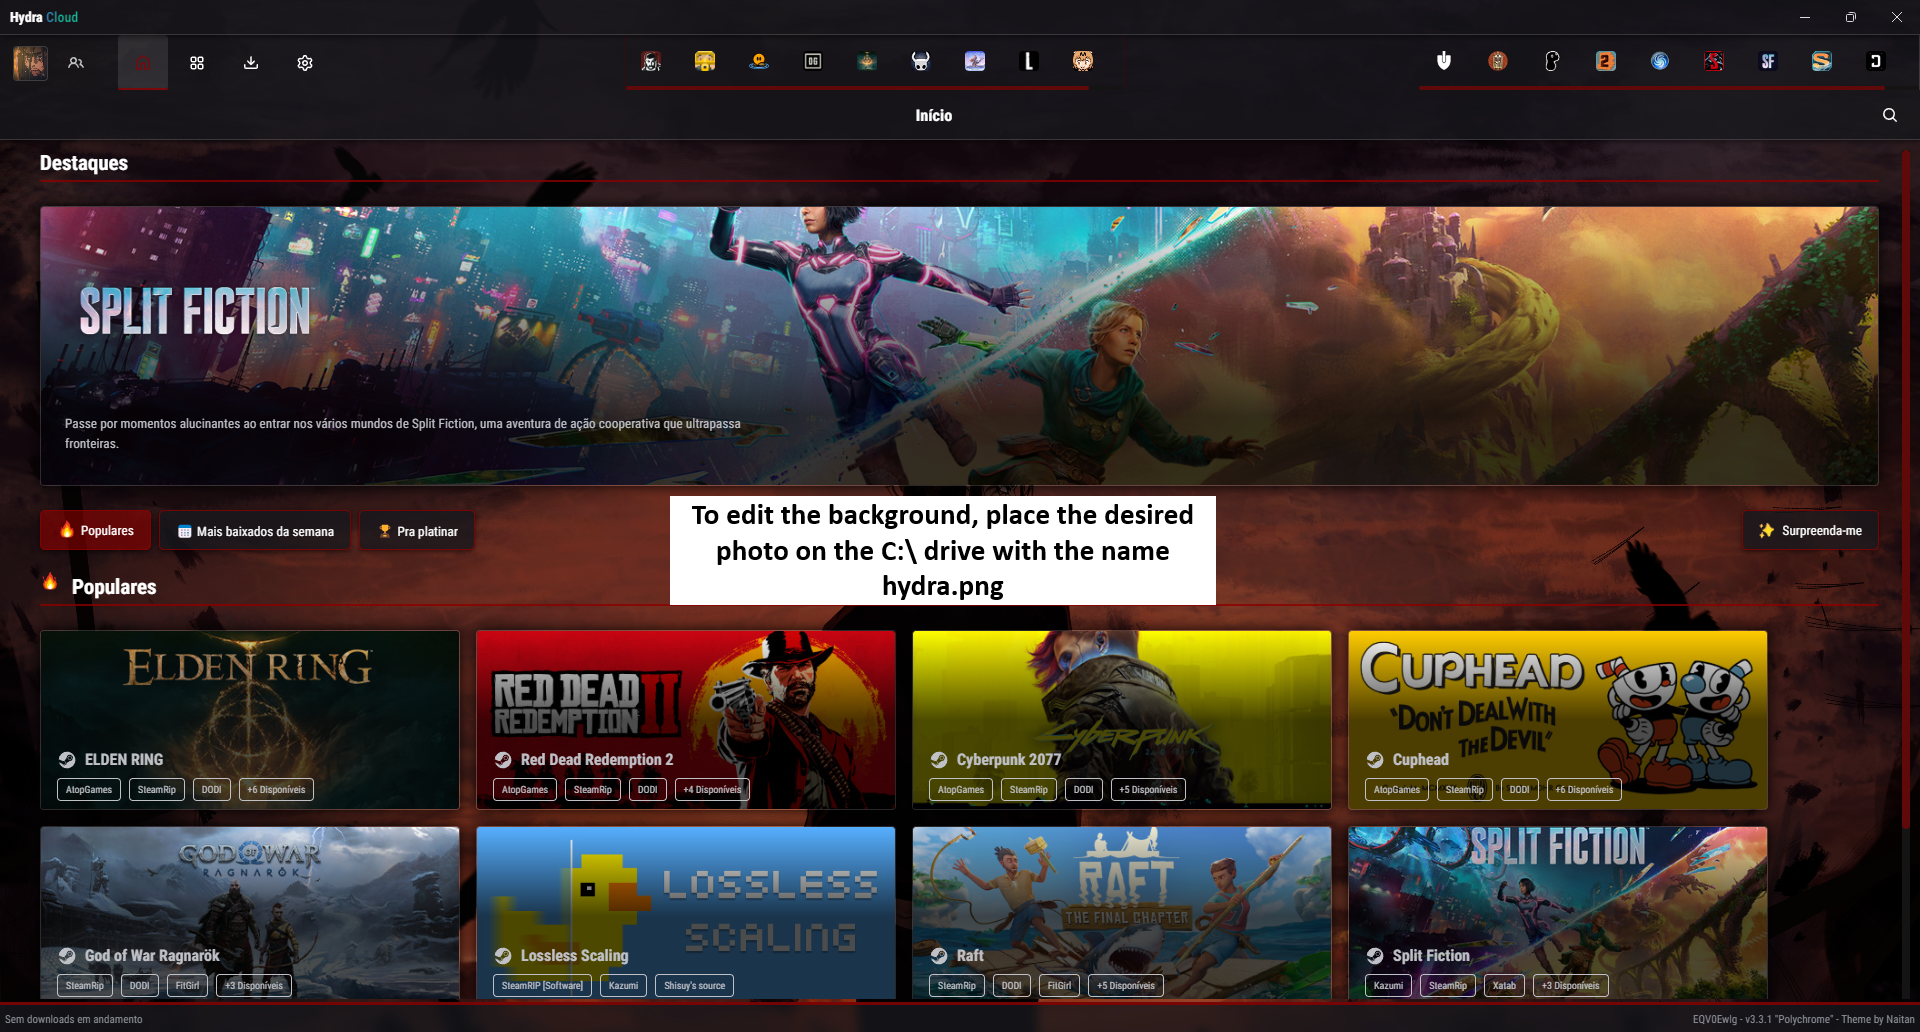 Hydra Cloud
DG
L
2
SF
S
Início
Destaques
SPLIT FICTION
Passe por momentos alucinantes ao entrar nos vários mundos de Split Fiction, uma aventura de ação cooperativa que ultrapassa
fronteiras.
Populares
Mais baixados da semana
Pra platinar
Surpreenda-me
To edit the background, place the desired
photo on the C:\ drive with the name
hydra.png
Populares
ELDEN RING
ELDEN RING
AtopGames SteamRip DODI +6 Disponíveis
RED DEAD
REDEMPTION II
Red Dead Redemption 2
AtopGames SteamRip DODI +4 Disponíveis
Cyberpunk
Cyberpunk 2077
AtopGames SteamRip DODI +5 Disponíveis
CUPHEAD
"DON'T DEAL WITH
THE DEVIL"
Cuphead
AtopGames SteamRip DODI +6 Disponíveis
GOD OF WAR
RAGNARÖK
God of War Ragnarök
SteamRip DODI FitGirl +3 Disponíveis
LOSSLESS
SCALING
Lossless Scaling
SteamRIP [Software] Kazumi Shisuy's source
RAFT
THE FINAL CHAPTER
Raft
SteamRip DODI FitGirl +5 Disponíveis
SPLIT FICTION
Split Fiction
Kazumi SteamRip Xatab +3 Disponíveis
Sem downloads em andamento
EQV0Ewlg - v3.3.1 "Polychrome" - Theme by Naitan